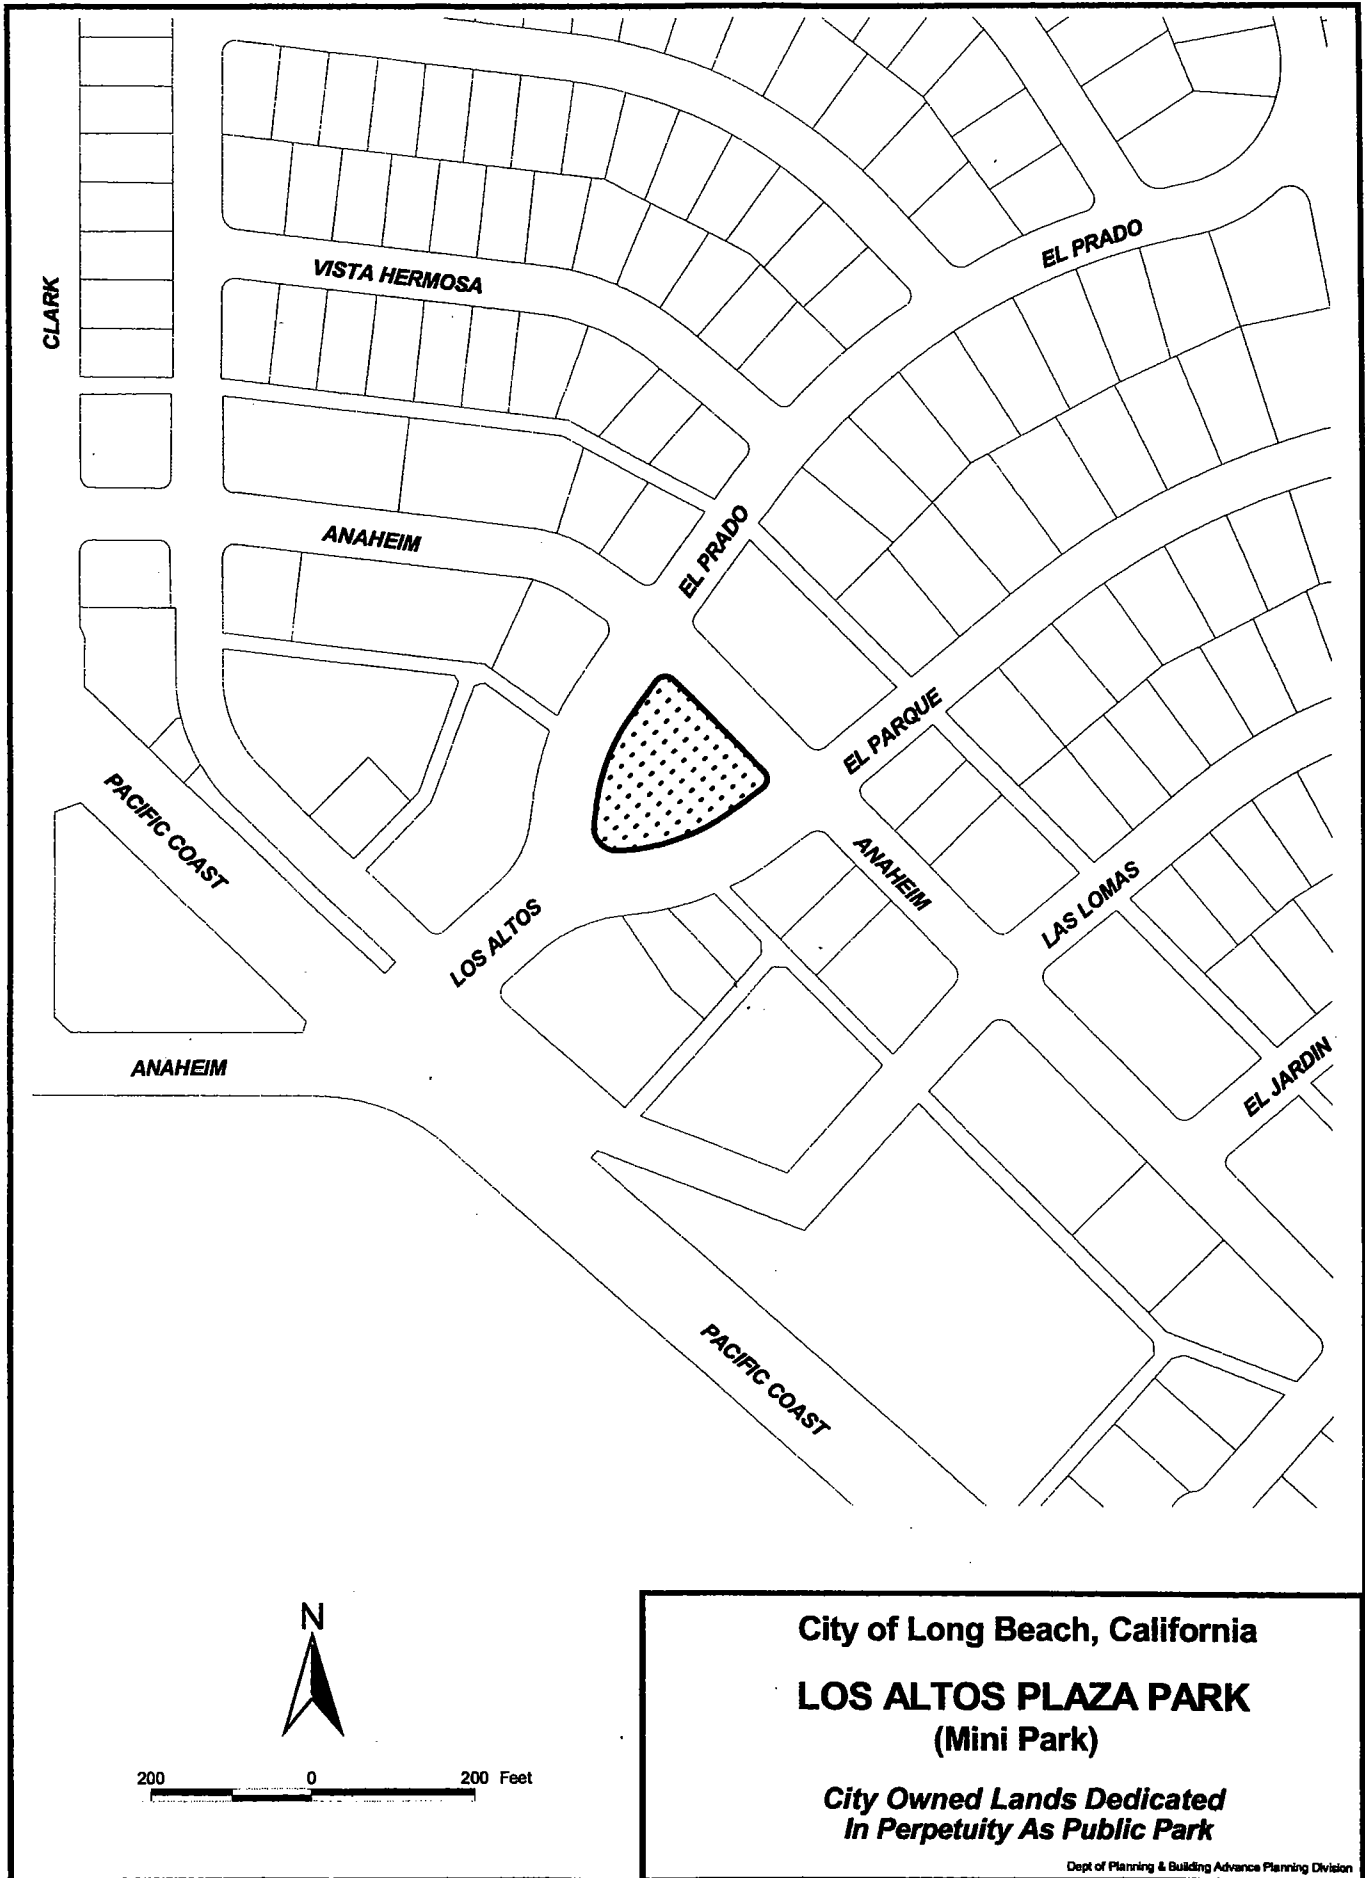 EL PRADO
VISTA HERMOSA
CLARK
ANAHEIM
EL PRADO
EL PARQUE
PACIFIC COAST
ANAHEIM
LAS LOMAS
LOS ALTOS
ANAHEIM
EL JARDIN
PACIFIC COAST
N
200 0 200 Feet
City of Long Beach, California
LOS ALTOS PLAZA PARK
(Mini Park)
City Owned Lands Dedicated
In Perpetuity As Public Park
Dept of Planning & Building Advance Planning Division